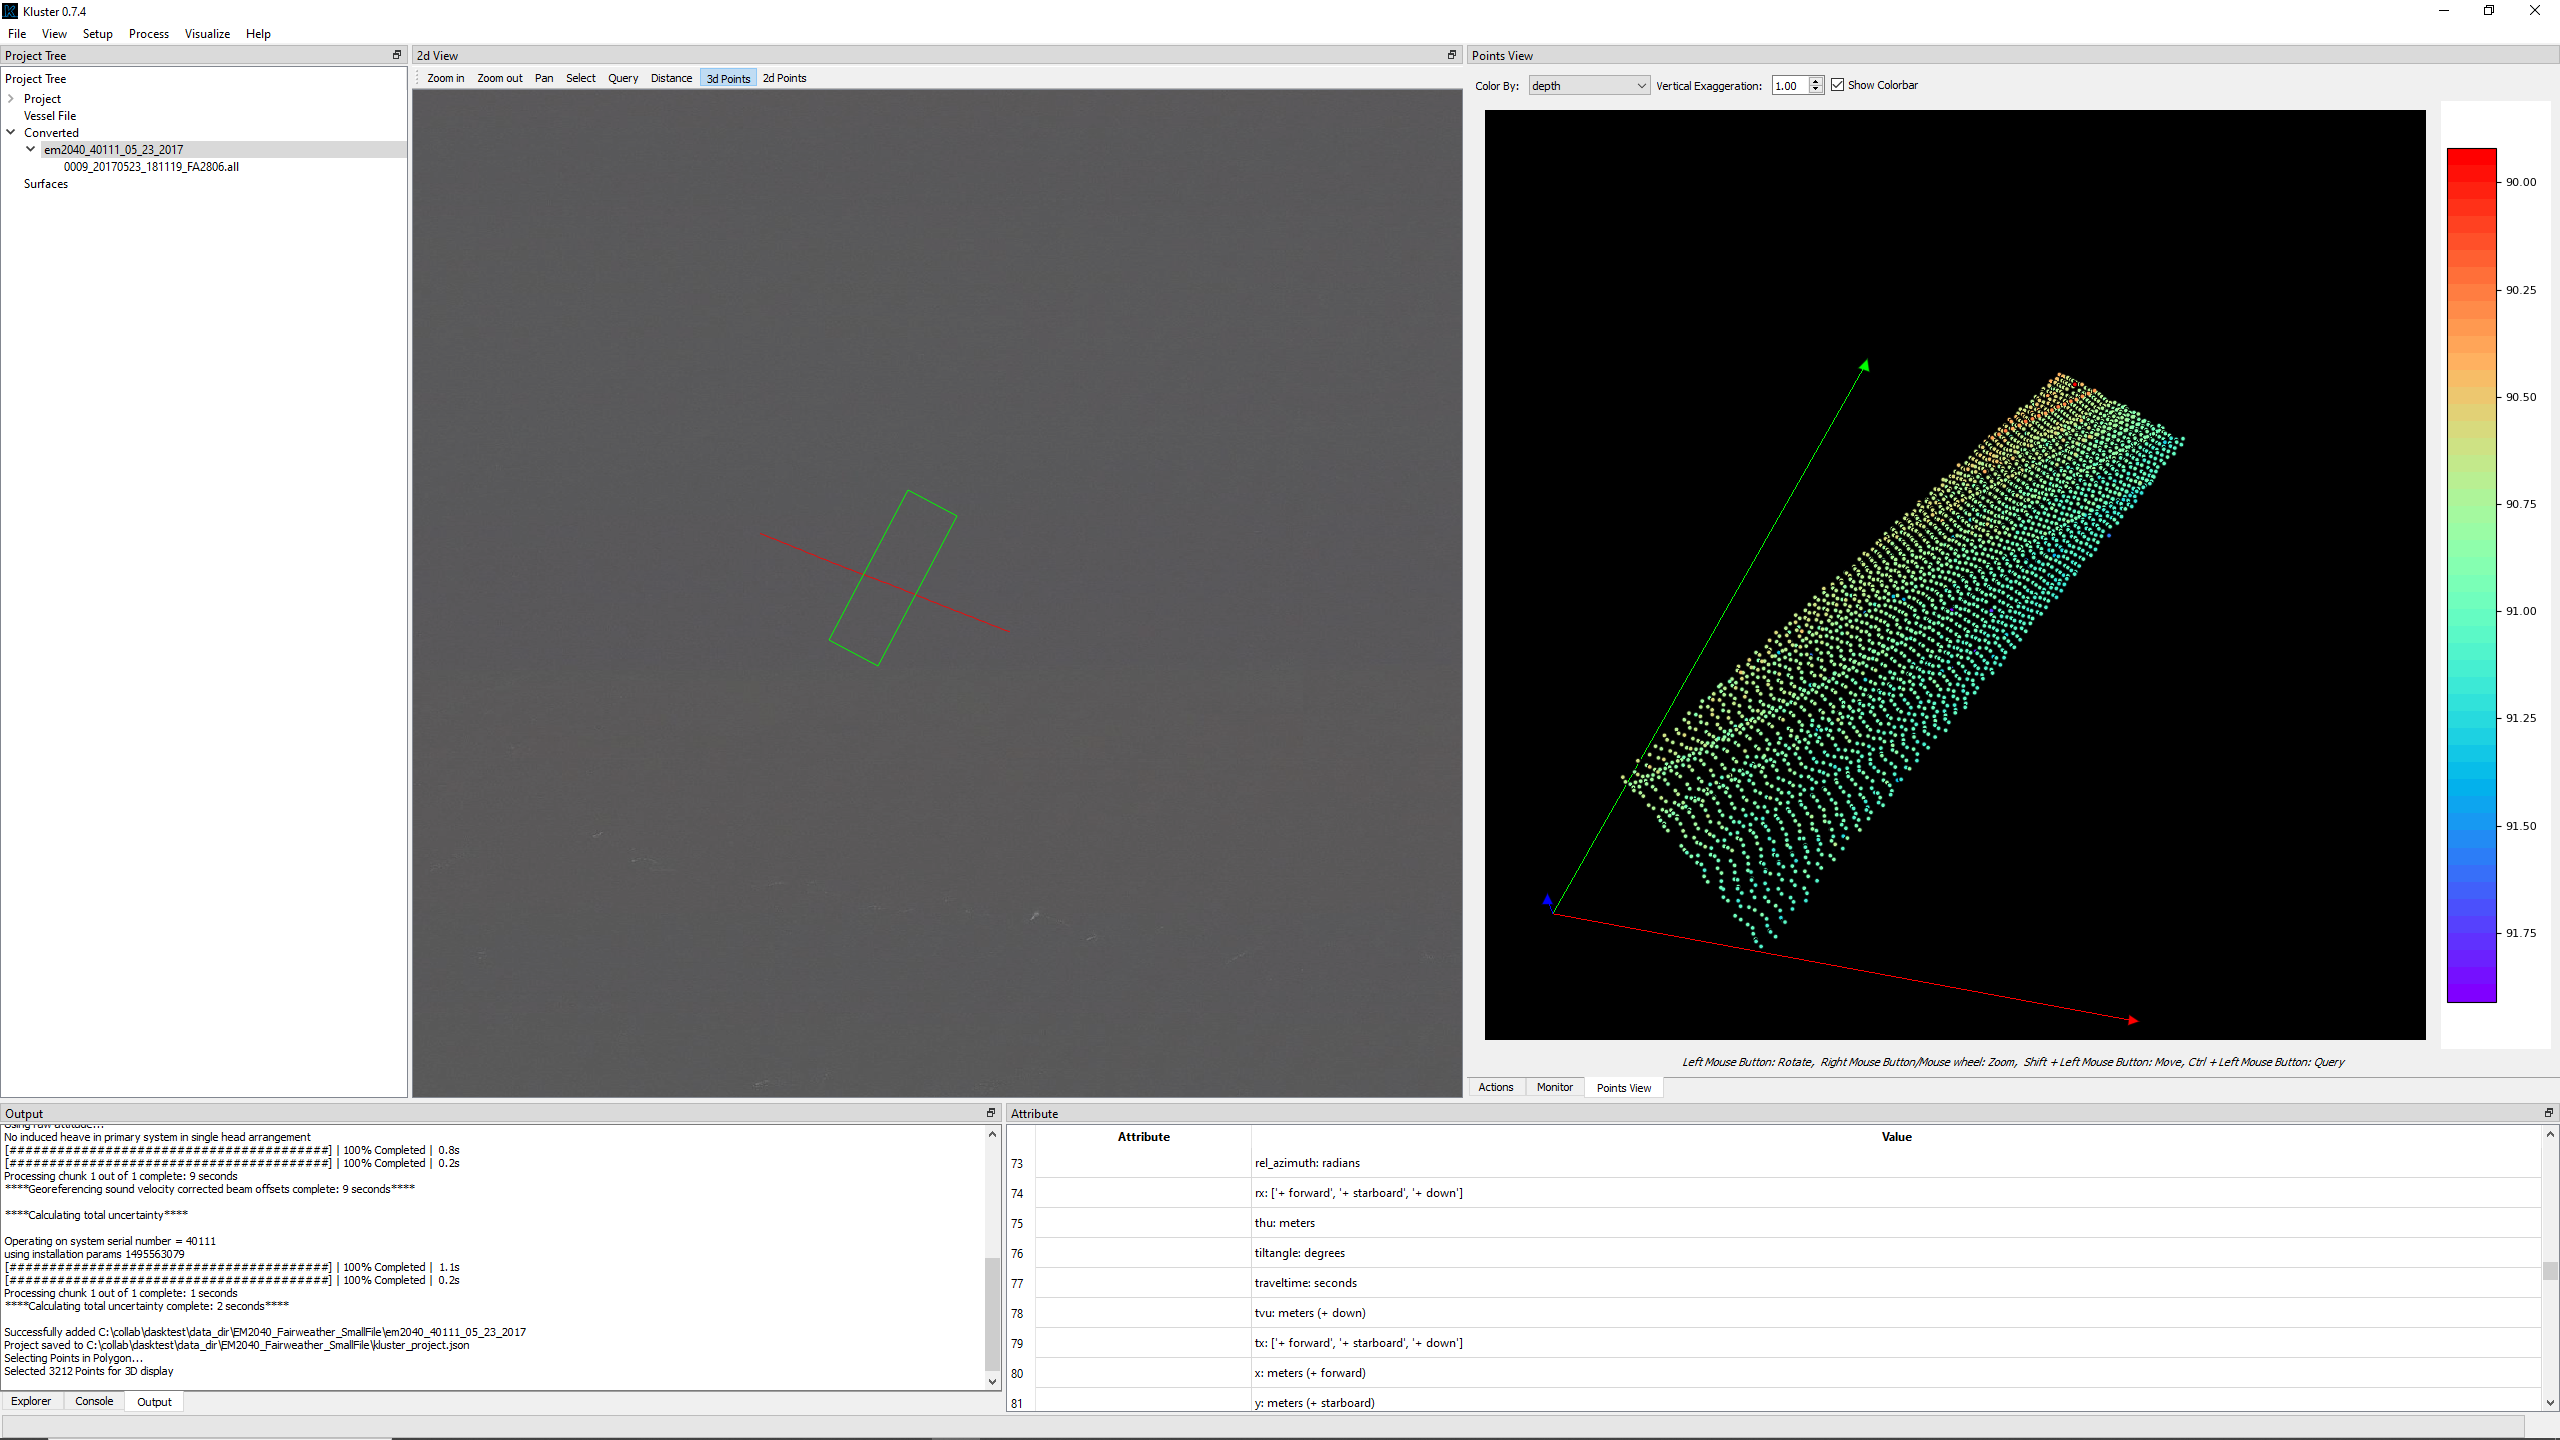 Kluster 0.7.4
File View Setup Process Visualize Help
Project Tree
Project Tree
Project
Vessel File
Converted
em2040_40111_05_23_2017
0009_20170523_181119_FA2806.all
Surfaces
2d View
Zoom in Zoom out Pan Select Query Distance 3d Points 2d Points
Points View
Color By: depth Vertical Exaggeration: 1.00 Show Colorbar
90.00
90.25
90.50
90.75
91.00
91.25
91.50
91.75
Left Mouse Button: Rotate, Right Mouse Button/Mouse wheel: Zoom, Shift + Left Mouse Button: Move, Ctrl + Left Mouse Button: Query
Actions Monitor Points View
Output
Using raw attitude...
No induced heave in primary system in single head arrangement
[########################################] | 100% Completed | 0.8s
[########################################] | 100% Completed | 0.2s
Processing chunk 1 out of 1 complete: 9 seconds
****Georeferencing sound velocity corrected beam offsets complete: 9 seconds****
****Calculating total uncertainty****
Operating on system serial number = 40111
using installation params 1495563079
[########################################] | 100% Completed | 1.1s
[########################################] | 100% Completed | 0.2s
Processing chunk 1 out of 1 complete: 1 seconds
****Calculating total uncertainty complete: 2 seconds****
Successfully added C:\collab\dasktest\data_dir\EM2040_Fairweather_SmallFile\em2040_40111_05_23_2017
Project saved to C:\collab\dasktest\data_dir\EM2040_Fairweather_SmallFile\kluster_project.json
Selecting Points in Polygon...
Selected 3212 Points for 3D display
Explorer Console Output
Attribute
Attribute Value
73 rel_azimuth: radians
74 rx: ['+ forward', '+ starboard', '+ down']
75 thu: meters
76 tiltangle: degrees
77 traveltime: seconds
78 tvu: meters (+ down)
79 tx: ['+ forward', '+ starboard', '+ down']
80 x: meters (+ forward)
81 y: meters (+ starboard)